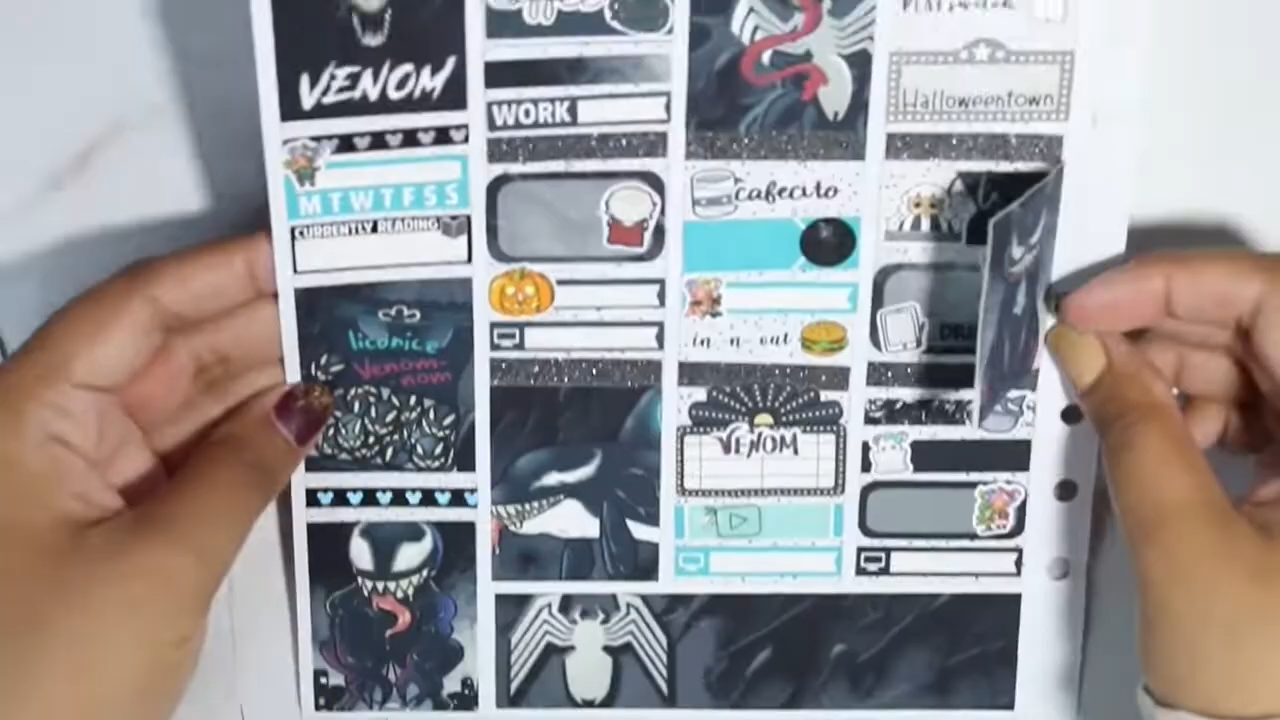 VENOM
MTWTFSS
CURRENTLY READING
licorice
Venom-
-nom
WORK
cafecito
in-n-out
VENOM
Halloweentown